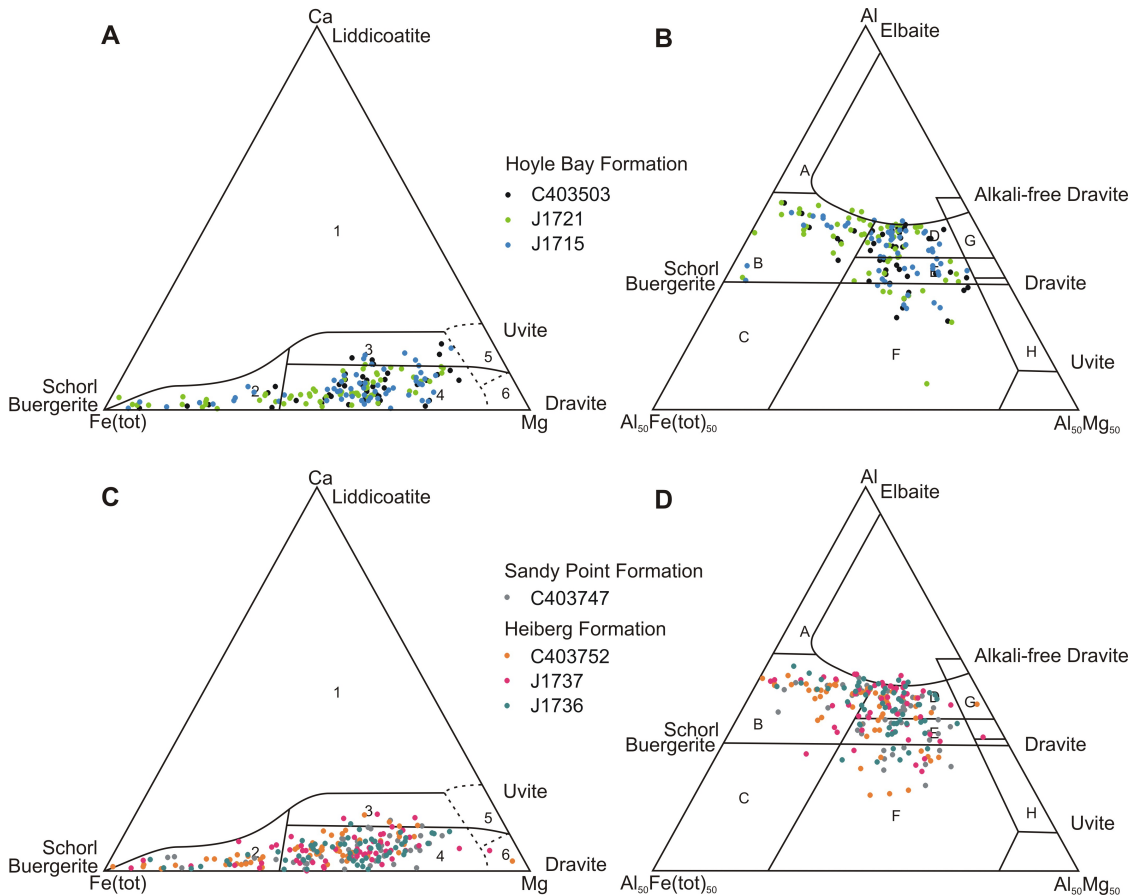 A
Ca
Liddicoatite
1
2
3
4
5
6
Uvite
Schorl
Buergerite
Fe(tot)
Mg
Dravite
Hoyle Bay Formation
C403503
J1721
J1715
B
Al
Elbaite
A
Alkali-free Dravite
D
G
B
E
Schorl
Buergerite
Dravite
C
F
H
Uvite
Al₅₀Fe(tot)₅₀
Al₅₀Mg₅₀
C
Ca
Liddicoatite
1
2
3
4
5
6
Uvite
Schorl
Buergerite
Fe(tot)
Mg
Dravite
Sandy Point Formation
C403747
Heiberg Formation
C403752
J1737
J1736
D
Al
Elbaite
A
Alkali-free Dravite
D
G
B
E
Schorl
Buergerite
Dravite
C
F
H
Uvite
Al₅₀Fe(tot)₅₀
Al₅₀Mg₅₀